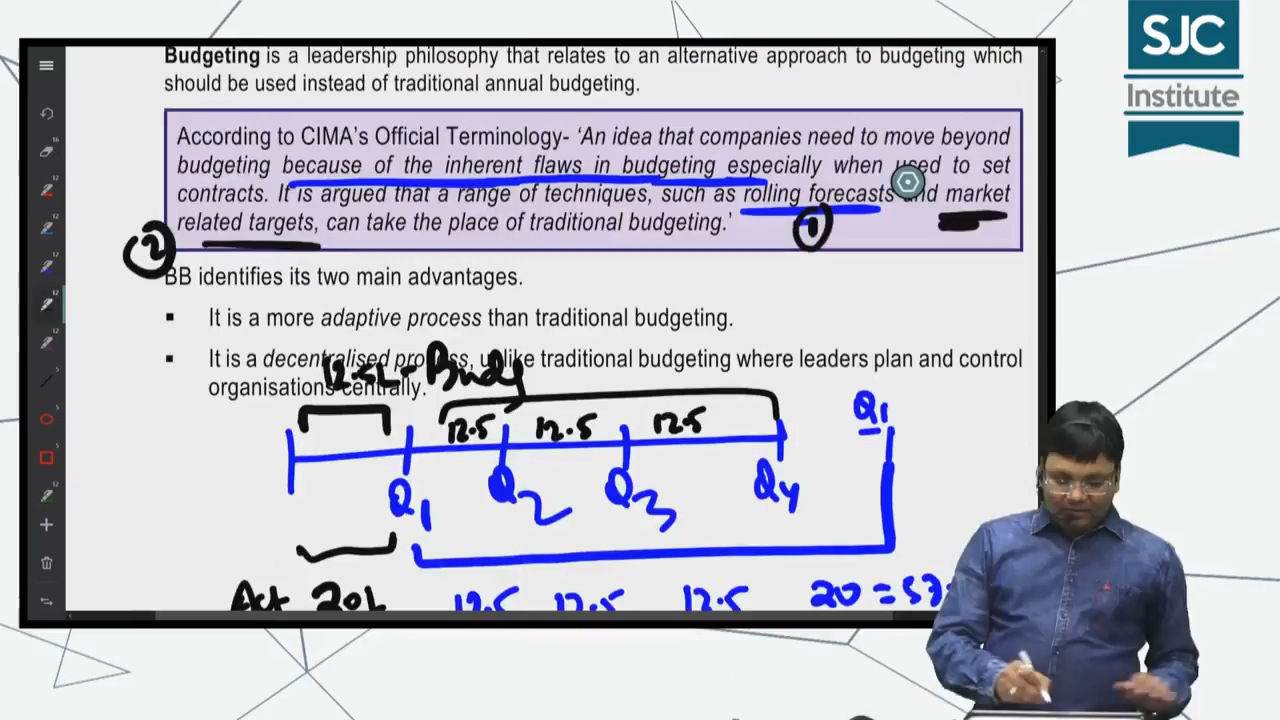 SJC
Institute
Budgeting is a leadership philosophy that relates to an alternative approach to budgeting which
should be used instead of traditional annual budgeting.
According to CIMA's Official Terminology- 'An idea that companies need to move beyond
budgeting because of the inherent flaws in budgeting especially when used to set
contracts. It is argued that a range of techniques, such as rolling forecasts and market
related targets, can take the place of traditional budgeting.'
1
2
BB identifies its two main advantages.
▪ It is a more adaptive process than traditional budgeting.
▪ It is a decentralised process, unlike traditional budgeting where leaders plan and control
organisations centrally.
12.5L - Budg
12.5 12.5 12.5
Q1
Q1 Q2 Q3 Q4
Act 20L 12.5 12.5 12.5 20 =